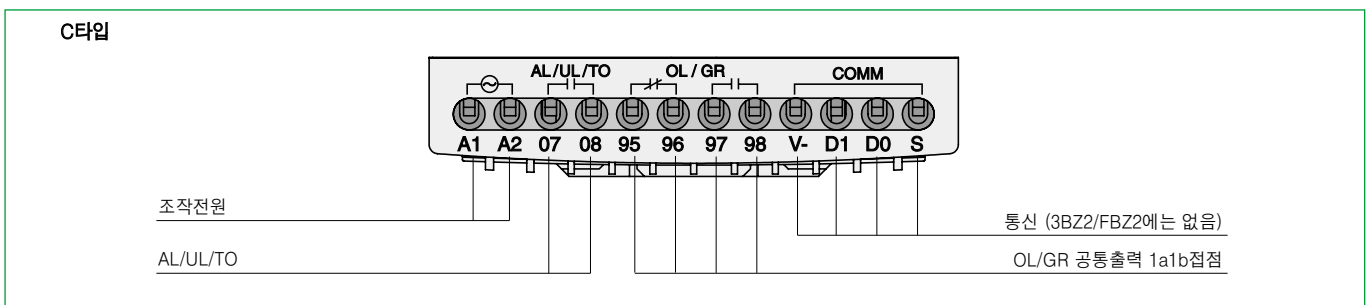 C타입
AL/UL/TO OL / GR COMM
A1 A2 07 08 95 96 97 98 V- D1 D0 S
조작전원
통신 (3BZ2/FBZ2에는 없음)
AL/UL/TO
OL/GR 공통출력 1a1b접점